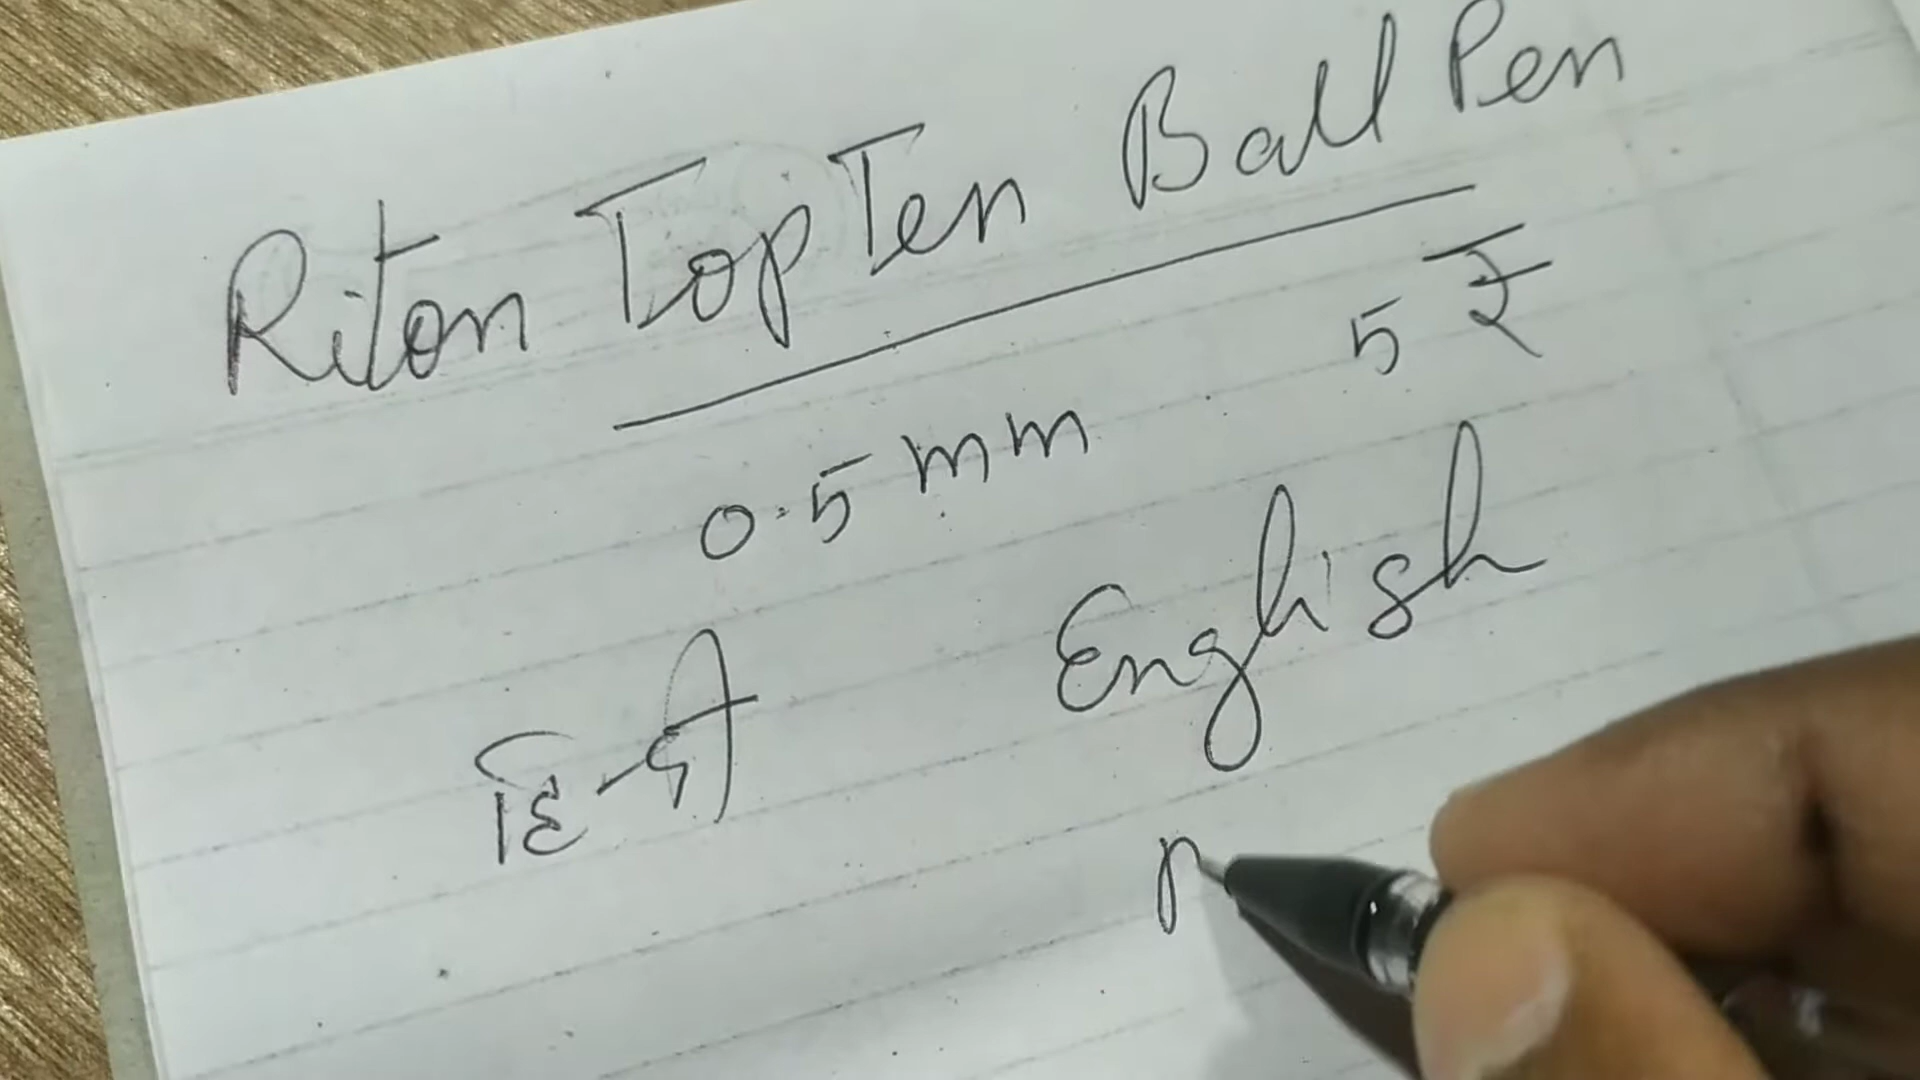 Riton Top Ten Ball Pen
5 ₹
0.5 mm
हिन्दी English